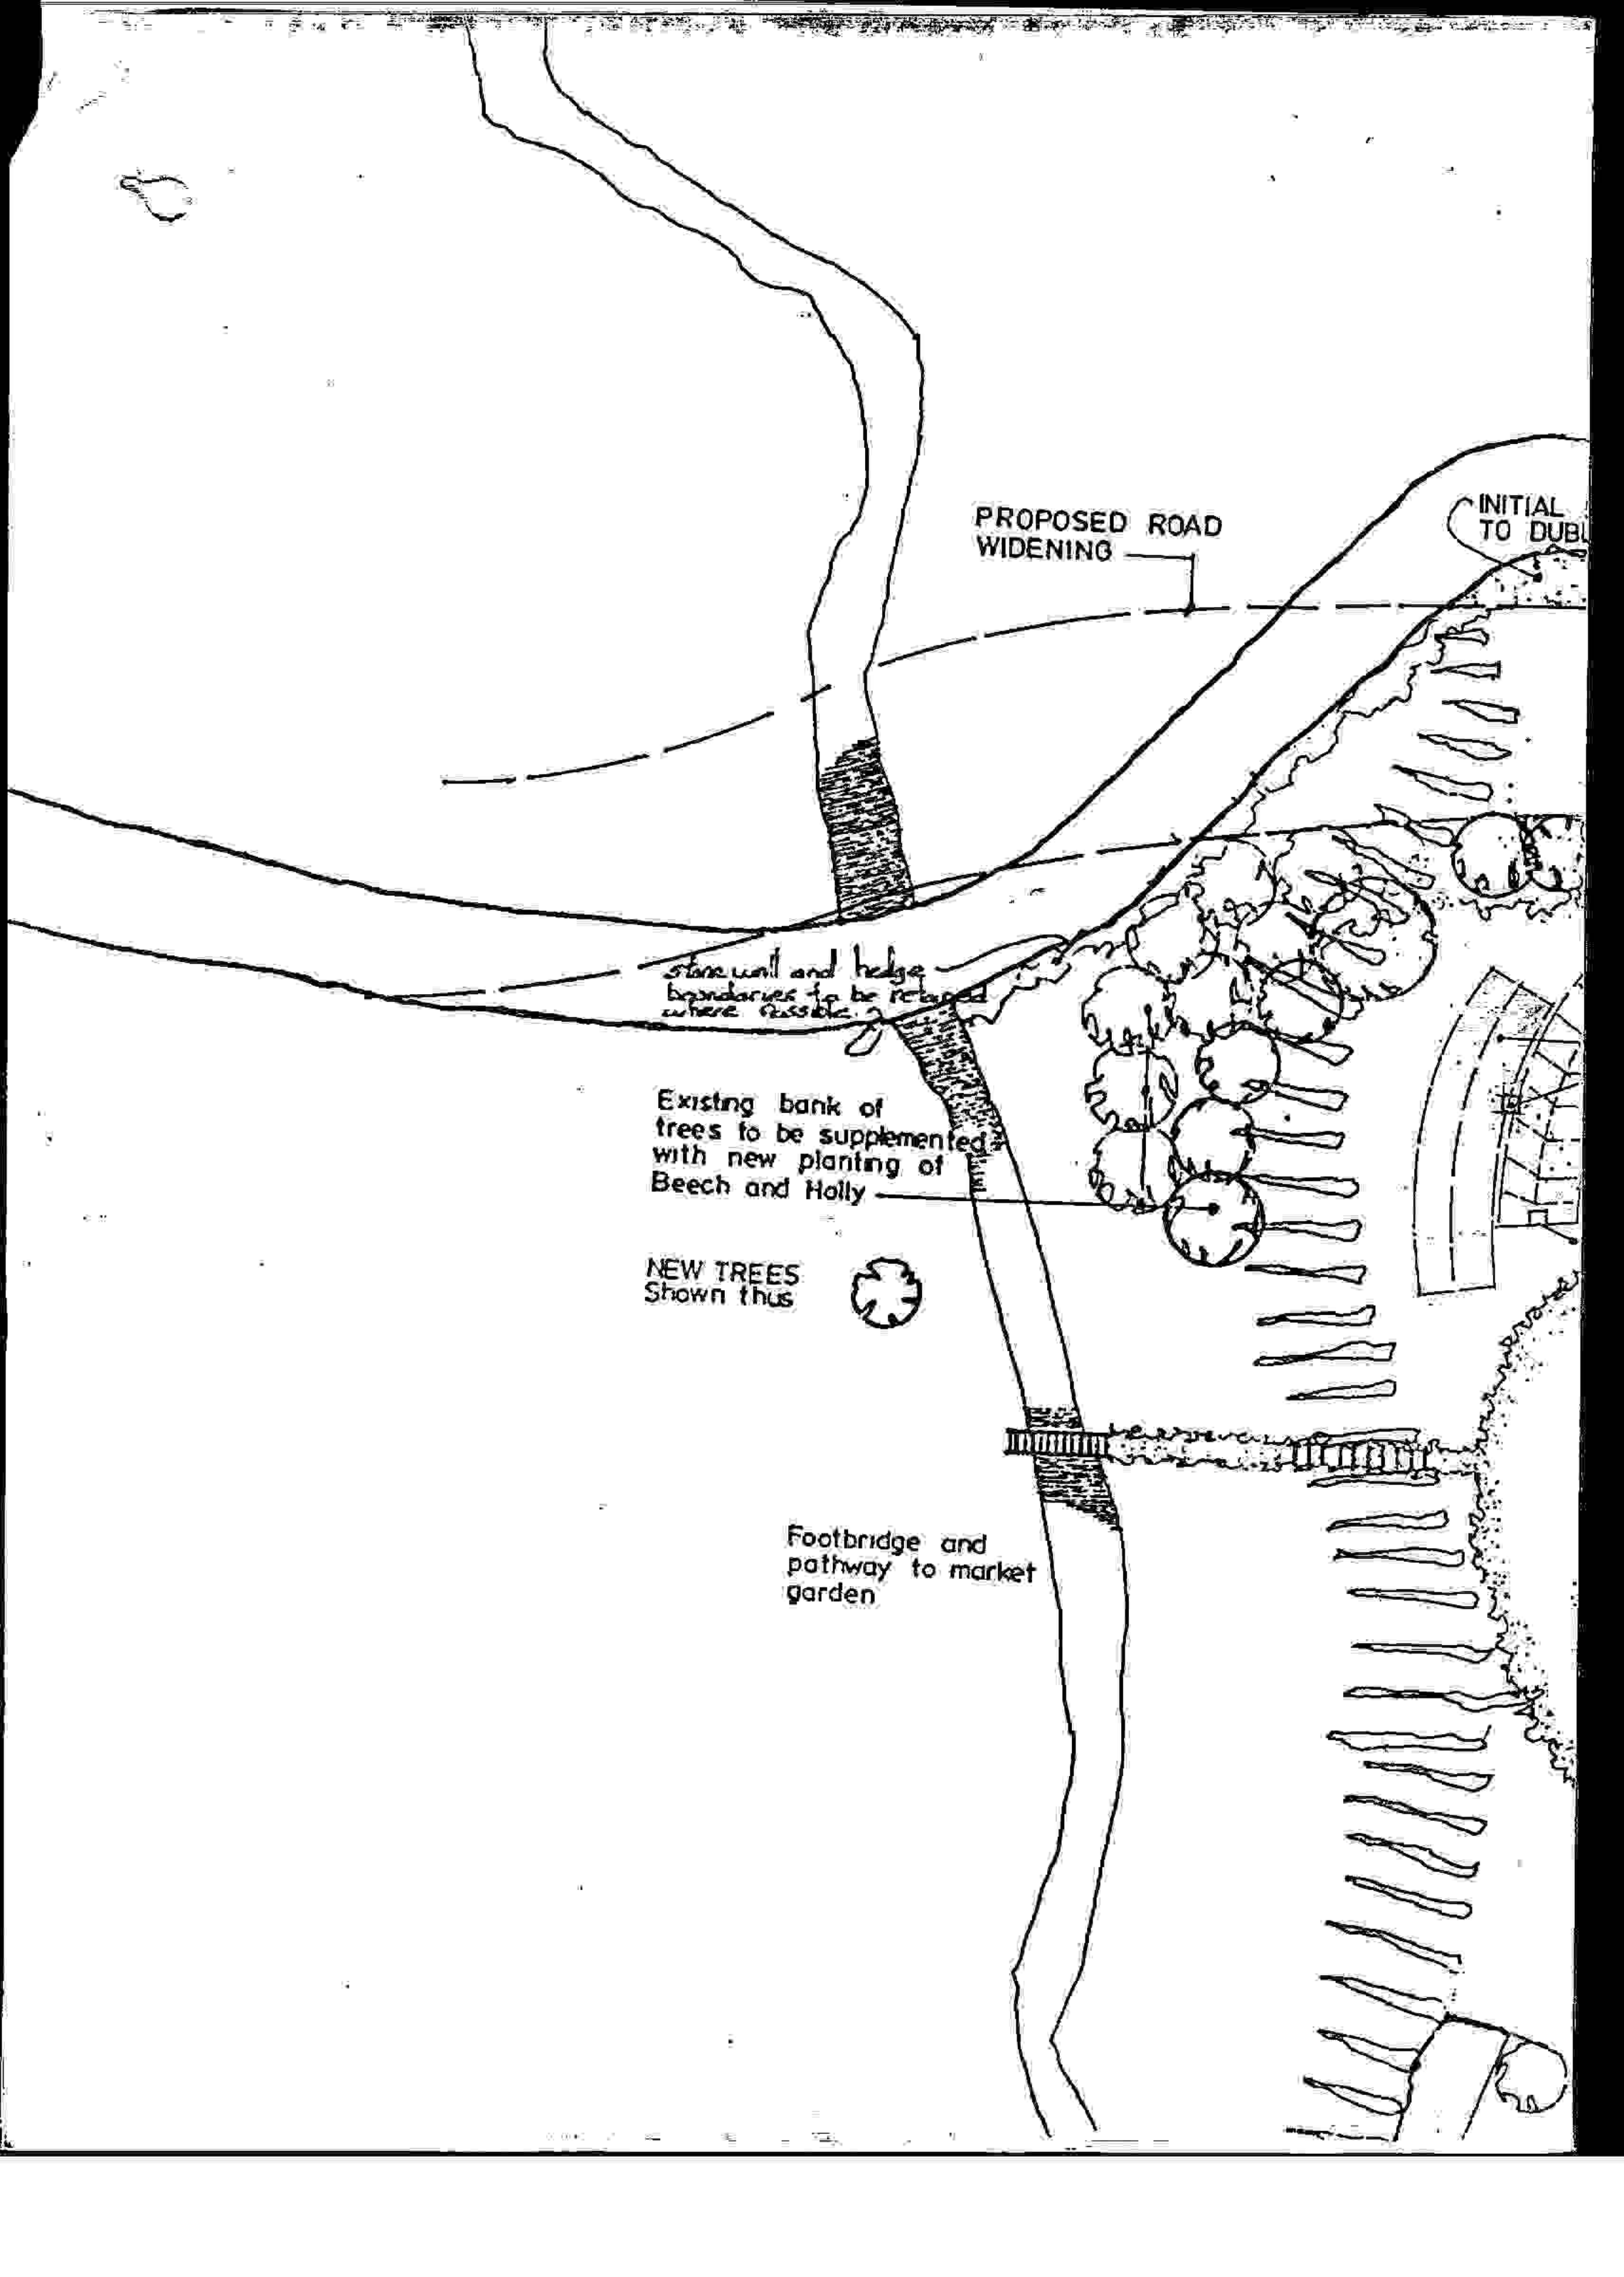 PROPOSED ROAD
WIDENING
INITIAL
TO DUBL
stone wall and hedge
boundaries to be retained
where possible.
Existing bank of
trees to be supplemented
with new planting of
Beech and Holly
NEW TREES
Shown thus
Footbridge and
pathway to market
garden